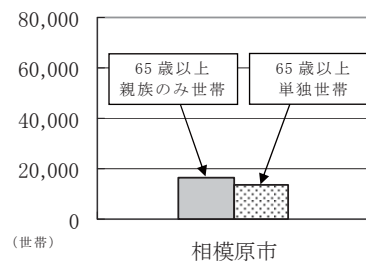 80,000
60,000
65 歳以上
親族のみ世帯
65 歳以上
単独世帯
40,000
20,000
0
(世帯)
相模原市